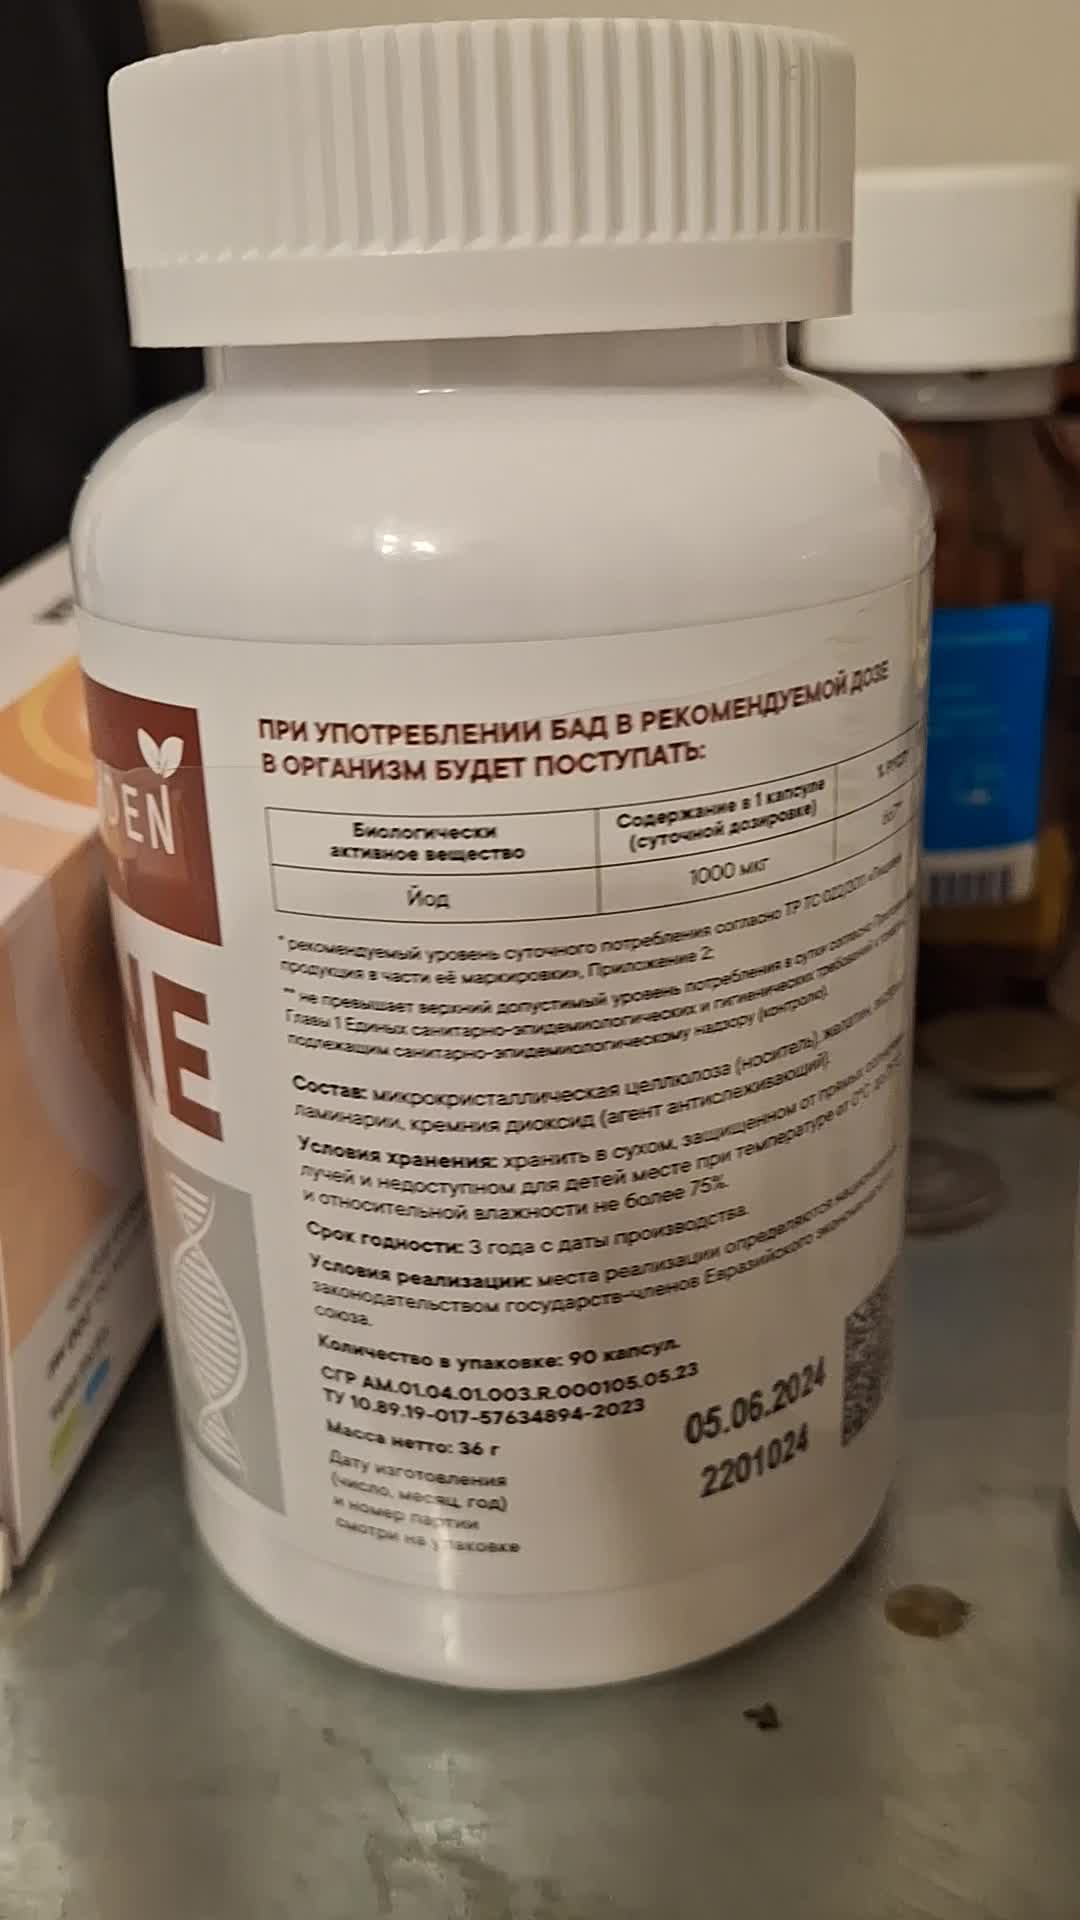 ПРИ УПОТРЕБЛЕНИИ БАД В РЕКОМЕНДУЕМОЙ ДОЗЕ
В ОРГАНИЗМ БУДЕТ ПОСТУПАТЬ:
Биологически
активное вещество
Содержание в 1 капсуле
(суточной дозировке)
Йод
1000 мкг
DEN
NE
* рекомендуемый уровень суточного потребления согласно ТР ТС 022/2011
продукция в части её маркировки», Приложение 2;
** не превышает верхний допустимый уровень потребления в сутки согласно
Главы 1 Единых санитарно-эпидемиологических и гигиенических требований к
подлежащим санитарно-эпидемиологическому надзору (контролю).
Состав: микрокристаллическая целлюлоза (носитель), желатин,
ламинарии, кремния диоксид (агент антислеживающий).
Условия хранения: хранить в сухом, защищенном от прямых
лучей и недоступном для детей месте при температуре от 0°С до
и относительной влажности не более 75%.
Срок годности: 3 года с даты производства.
Условия реализации: места реализации определяются
законодательством государств-членов Евразийского экономического
союза.
Количество в упаковке: 90 капсул.
СГР AM.01.04.01.003.R.000105.05.23
ТУ 10.89.19-017-57634894-2023
Масса нетто: 36 г
Дату изготовления
(число, месяц, год)
и номер партии
смотри на упаковке
05.06.2024
2201024